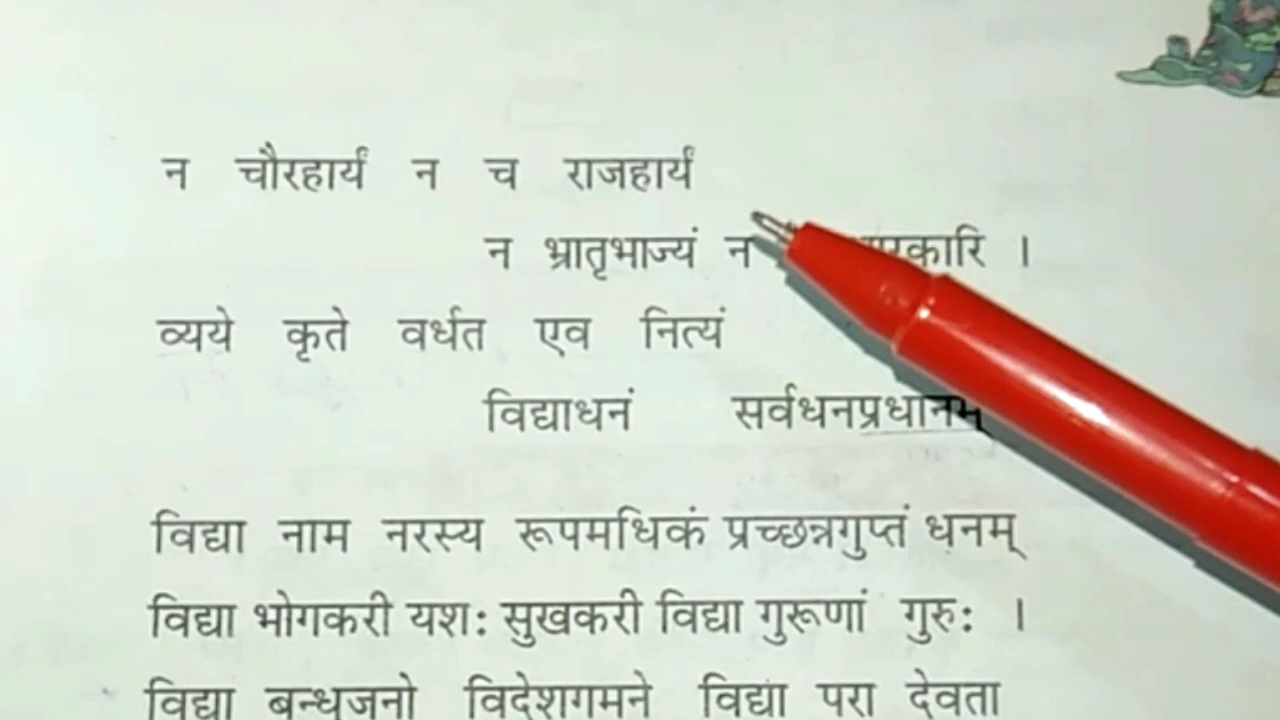 न चौरहार्यं न च राजहार्यं
न भ्रातृभाज्यं न
व्यये कृते वर्धत एव नित्यं
विद्याधनं सर्वधनप्रधानम्
विद्या नाम नरस्य रूपमधिकं प्रच्छन्नगुप्तं धनम्
विद्या भोगकरी यशः सुखकरी विद्या गुरूणां गुरुः ।
विद्या बन्धुजनो विदेशगमने विद्या परा देवता